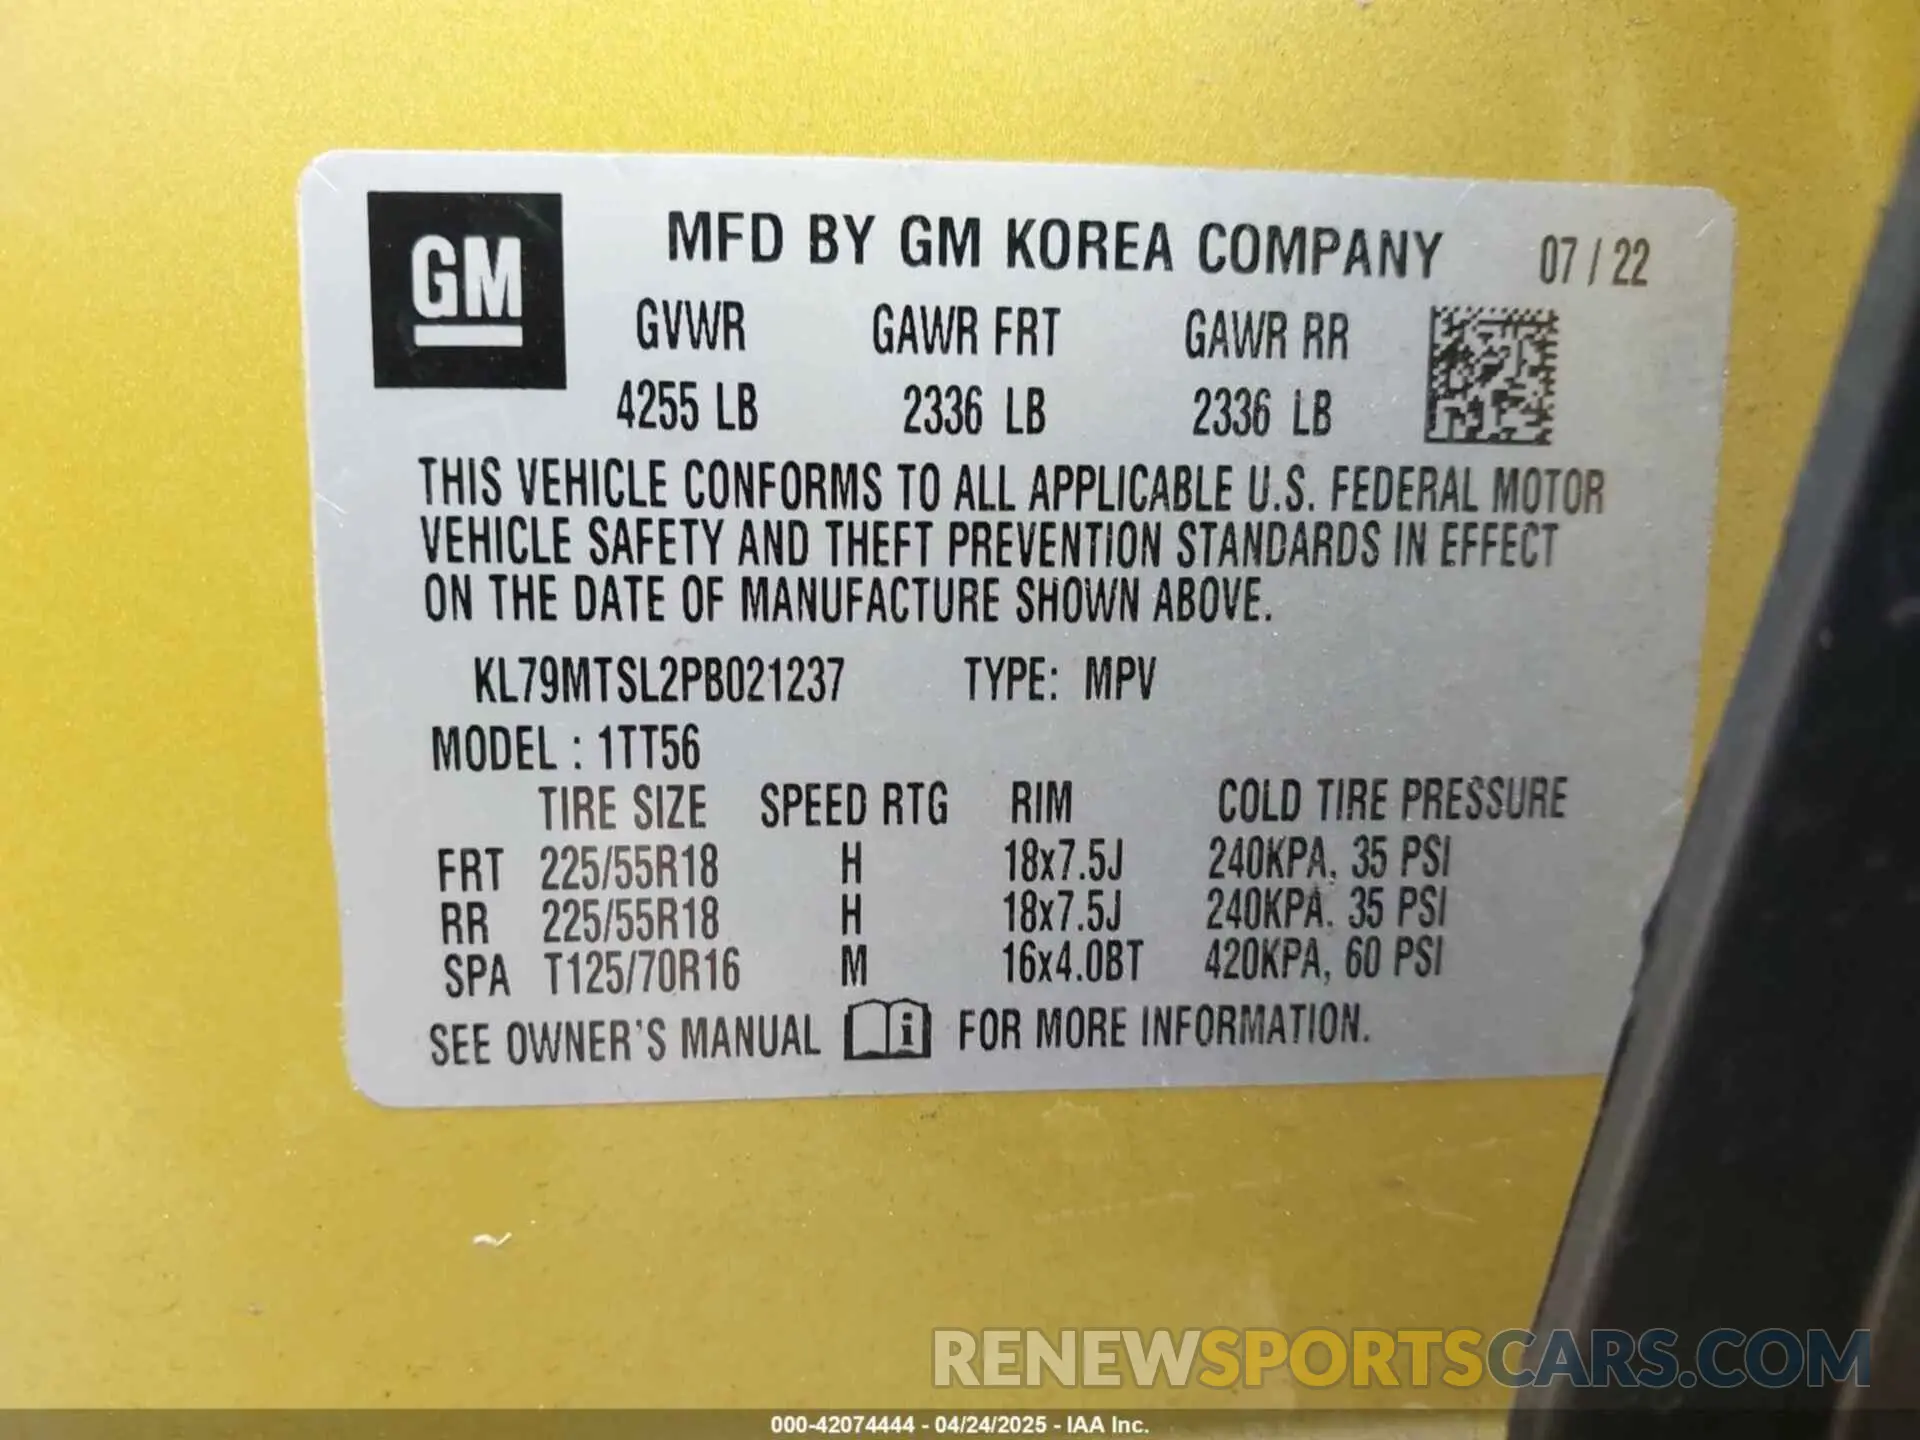 GM
MFD BY GM KOREA COMPANY 07 / 22
GVWR GAWR FRT GAWR RR
4255 LB 2336 LB 2336 LB
THIS VEHICLE CONFORMS TO ALL APPLICABLE U.S. FEDERAL MOTOR
VEHICLE SAFETY AND THEFT PREVENTION STANDARDS IN EFFECT
ON THE DATE OF MANUFACTURE SHOWN ABOVE.
KL79MTSL2PB021237 TYPE: MPV
MODEL : 1TT56
TIRE SIZE SPEED RTG RIM COLD TIRE PRESSURE
FRT 225/55R18 H 18x7.5J 240KPA, 35 PSI
RR 225/55R18 H 18x7.5J 240KPA, 35 PSI
SPA T125/70R16 M 16x4.0BT 420KPA, 60 PSI
SEE OWNER'S MANUAL i FOR MORE INFORMATION.
RENEWSPORTSCARS.COM
000-42074444 - 04/24/2025 - IAA Inc.